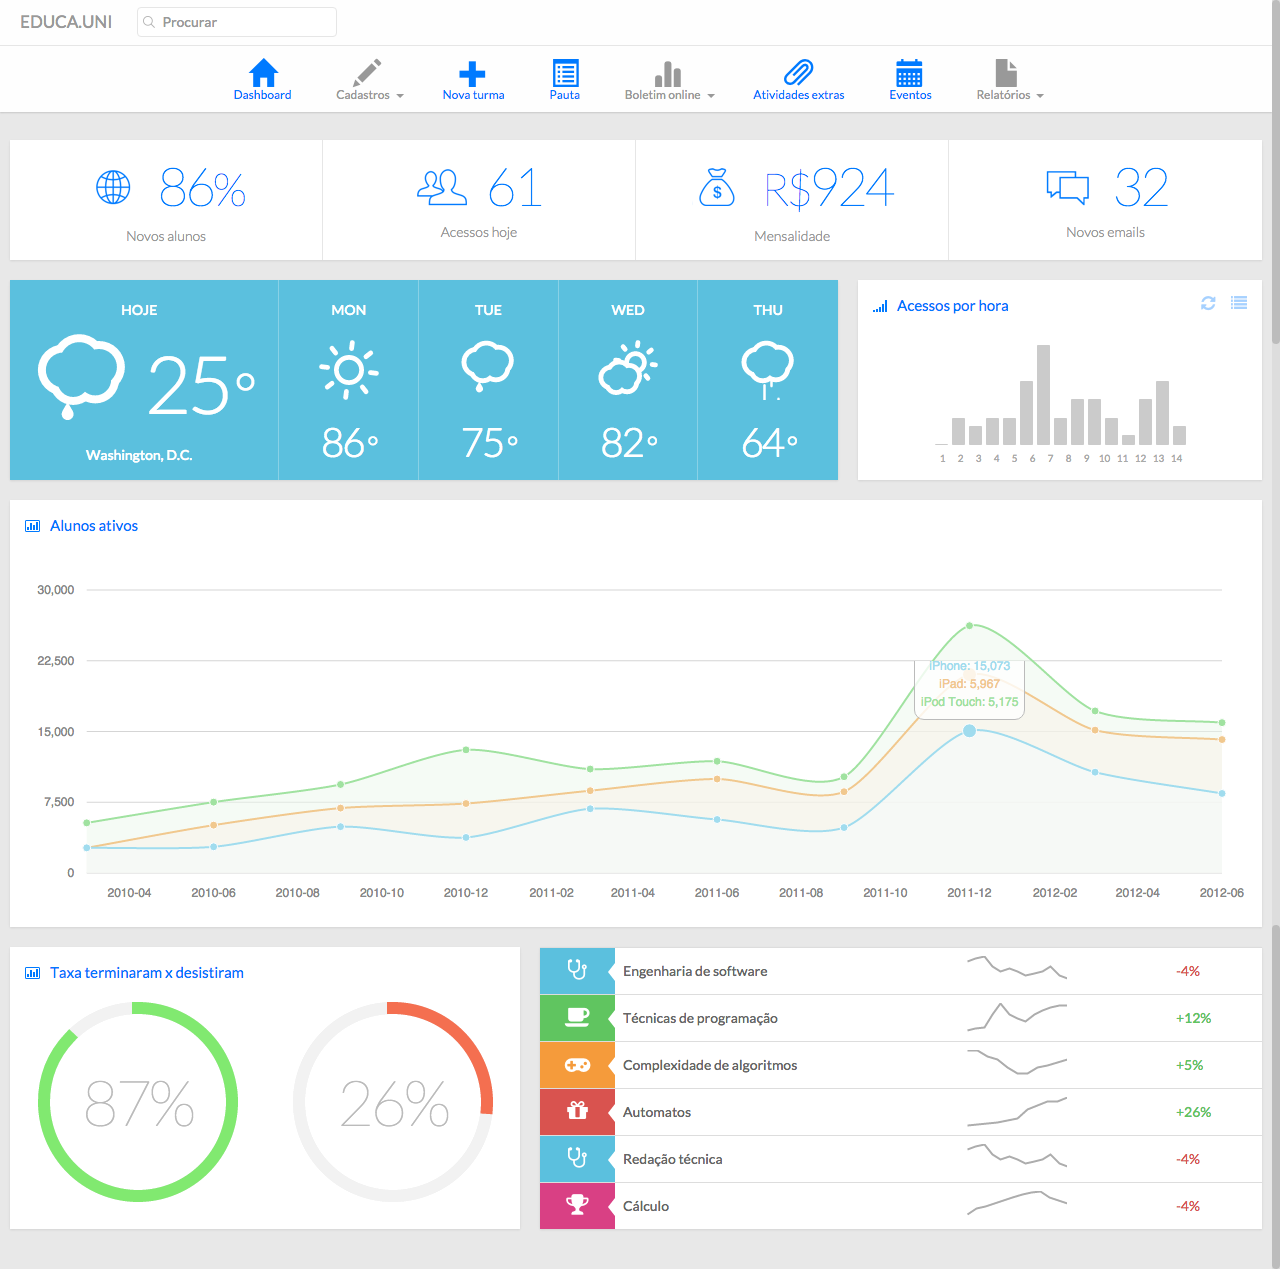 EDUCA.UNI
Procurar
Dashboard
Cadastros
Nova turma
Pauta
Boletim online
Atividades extras
Eventos
Relatórios
86%
Novos alunos
61
Acessos hoje
$
R$924
Mensalidade
32
Novos emails
HOJE
25°
Washington, D.C.
MON
86°
TUE
75°
WED
82°
THU
64°
Acessos por hora
1 2 3 4 5 6 7 8 9 10 11 12 13 14
Alunos ativos
30,000
22,500
15,000
7,500
0
iPhone: 15,073
iPad: 5,967
iPod Touch: 5,175
2010-04 2010-06 2010-08 2010-10 2010-12 2011-02 2011-04 2011-06 2011-08 2011-10 2011-12 2012-02 2012-04 2012-06
Taxa terminaram x desistiram
87%
26%
Engenharia de software -4%
Técnicas de programação +12%
Complexidade de algoritmos +5%
Automatos +26%
Redação técnica -4%
Cálculo -4%